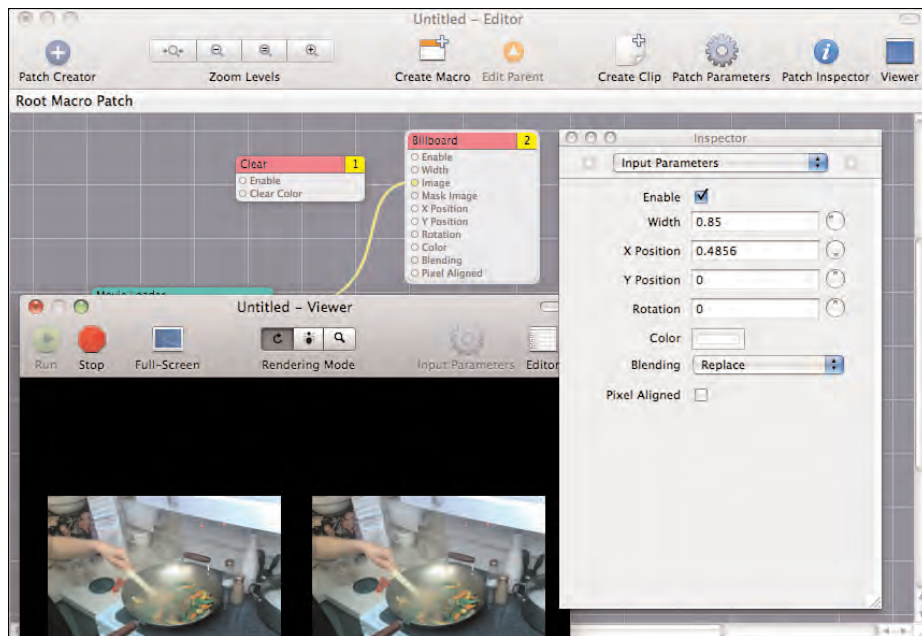 Untitled – Editor
Patch Creator
Zoom Levels
Create Macro
Edit Parent
Create Clip
Patch Parameters
Patch Inspector
Viewer
Root Macro Patch
Clear 1
Enable
Clear Color
Billboard 2
Enable
Width
Image
Mask Image
X Position
Y Position
Rotation
Color
Blending
Pixel Aligned
Movie Loader
Inspector
Input Parameters
Enable
Width 0.85
X Position 0.4856
Y Position 0
Rotation 0
Color
Blending Replace
Pixel Aligned
Untitled – Viewer
Run
Stop
Full-Screen
Rendering Mode
Input Parameters
Editor